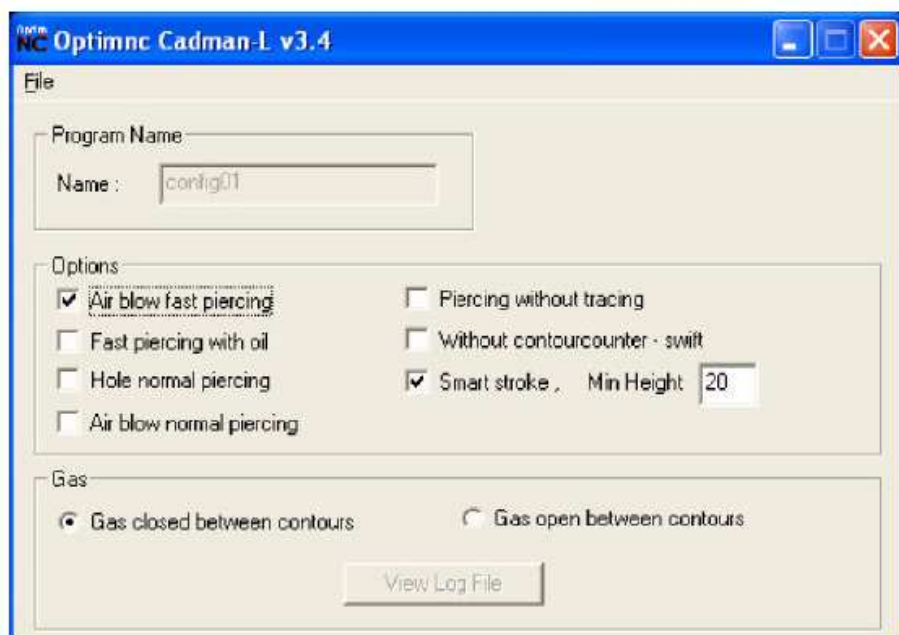 Optim
NC Optimnc Cadman-L v3.4
File
Program Name
Name : config01
Options
Air blow fast piercing
Piercing without tracing
Fast piercing with oil
Without contourcounter - swift
Hole normal piercing
Smart stroke , Min Height 20
Air blow normal piercing
Gas
Gas closed between contours
Gas open between contours
View Log File